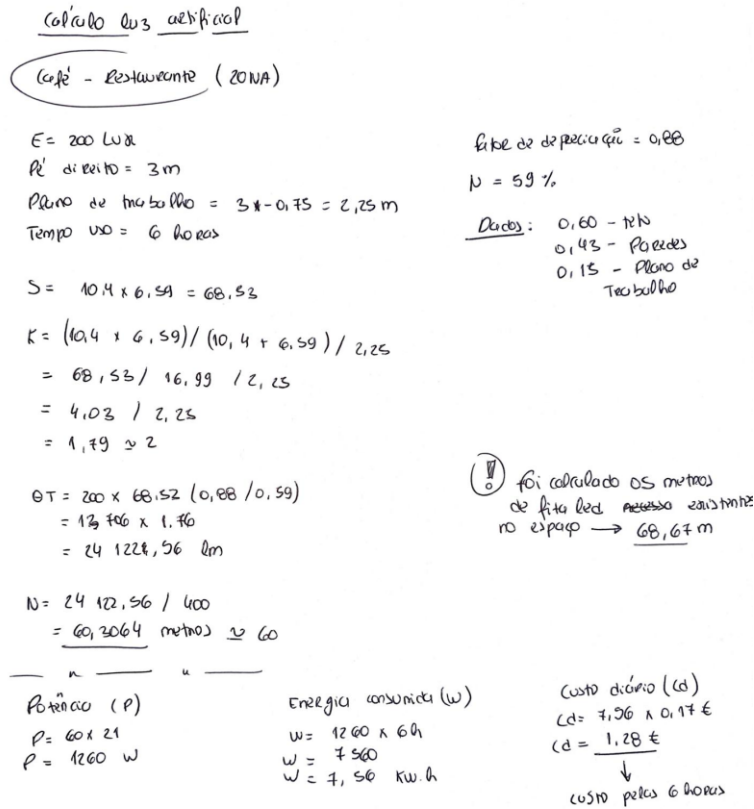 Cálculo luz artificial
Café - Restaurante (ZONA)
E = 200 Lux
Pé direito = 3 m
Plano de trabalho = 3 - 0,75 = 2,25 m
Tempo uso = 6 horas
fator de depreciação = 0,88
N = 59 %
Dados: 0,60 - teto
0,43 - Paredes
0,15 - Plano de
Trabalho
S = 10.4 x 6,59 = 68,53
K = (10,4 x 6,59) / (10,4 + 6,59) / 2,25
= 68,53 / 16,99 / 2,25
= 4,03 / 2,25
= 1,79 ≃ 2
ΘT = 200 x 68,52 (0,88 / 0,59)
= 13,706 x 1.76
= 24 122,56 lm
! foi calculado os metros
de fita led existentes
no espaço → 68,67 m
N = 24 122,56 / 400
= 60,3064 metros ≃ 60
Potência (P)
P = 60 x 21
P = 1260 W
Energia consumida (W)
W = 1260 x 6h
W = 7560
W = 7,56 KW.h
Custo diário (Cd)
Cd = 7,56 x 0,17 €
Cd = 1,28 €
↓
custo pelas 6 horas